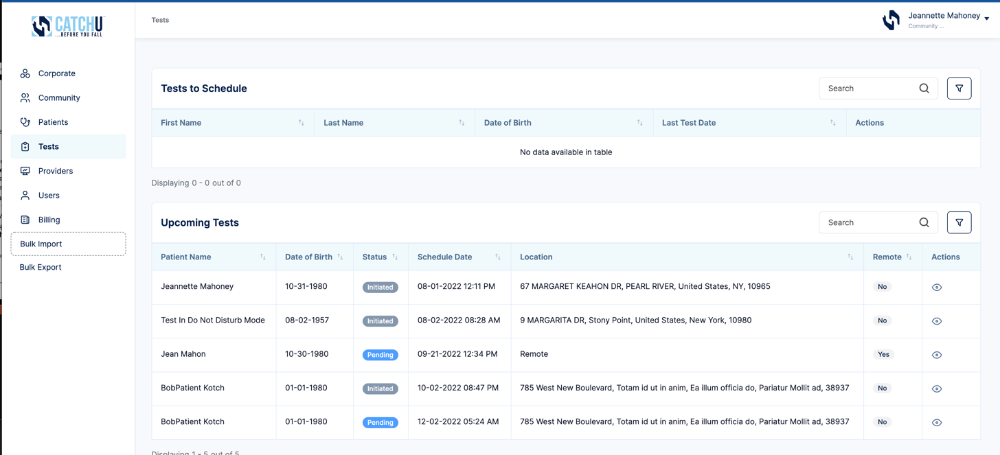 CATCHU
...BEFORE YOU FALL
Tests
Jeannette Mahoney
Community ...
Corporate
Community
Patients
Tests
Providers
Users
Billing
Bulk Import
Bulk Export
Tests to Schedule
Search
First Name Last Name Date of Birth Last Test Date Actions
No data available in table
Displaying 0 - 0 out of 0
Upcoming Tests
Search
Patient Name Date of Birth Status Schedule Date Location Remote Actions
Jeannette Mahoney 10-31-1980 Initiated 08-01-2022 12:11 PM 67 MARGARET KEAHON DR, PEARL RIVER, United States, NY, 10965 No
Test In Do Not Disturb Mode 08-02-1957 Initiated 08-02-2022 08:28 AM 9 MARGARITA DR, Stony Point, United States, New York, 10980 No
Jean Mahon 10-30-1980 Pending 09-21-2022 12:34 PM Remote Yes
BobPatient Kotch 01-01-1980 Initiated 10-02-2022 08:47 PM 785 West New Boulevard, Totam id ut in anim, Ea illum officia do, Pariatur Mollit ad, 38937 No
BobPatient Kotch 01-01-1980 Pending 12-02-2022 05:24 AM 785 West New Boulevard, Totam id ut in anim, Ea illum officia do, Pariatur Mollit ad, 38937 No
Displaying 1 - 5 out of 5